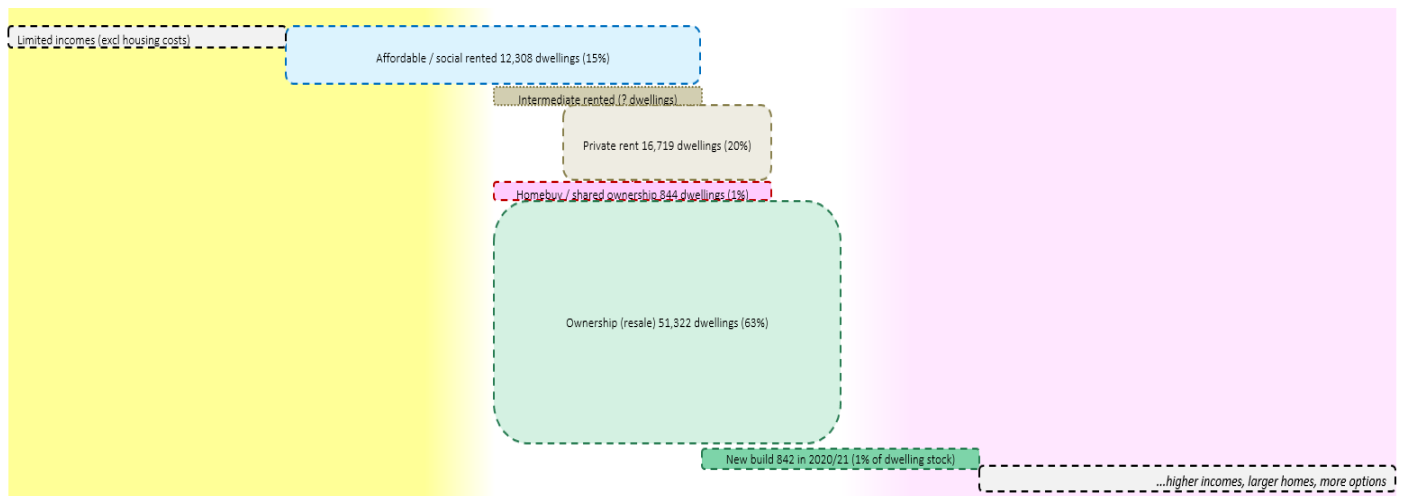 Limited incomes (excl housing costs)
Affordable / social rented 12,308 dwellings (15%)
Intermediate rented (? dwellings)
Private rent 16,719 dwellings (20%)
Homebuy / shared ownership 844 dwellings (1%)
Ownership (resale) 51,322 dwellings (63%)
New build 842 in 2020/21 (1% of dwelling stock)
...higher incomes, larger homes, more options